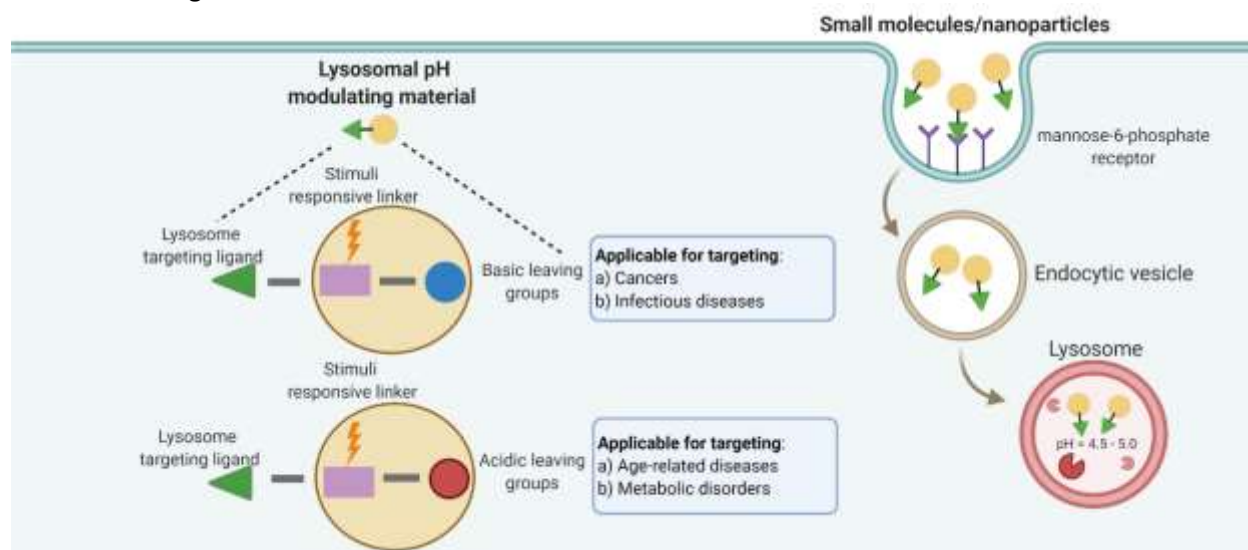 Small molecules/nanoparticles
Lysosomal pH
modulating material
mannose-6-phosphate
receptor
Stimuli
responsive linker
Lysosome
targeting ligand
Basic leaving
groups
Applicable for targeting:
a) Cancers
b) Infectious diseases
Endocytic vesicle
Lysosome
pH = 4.5 - 5.0
Stimuli
responsive linker
Lysosome
targeting ligand
Acidic leaving
groups
Applicable for targeting:
a) Age-related diseases
b) Metabolic disorders